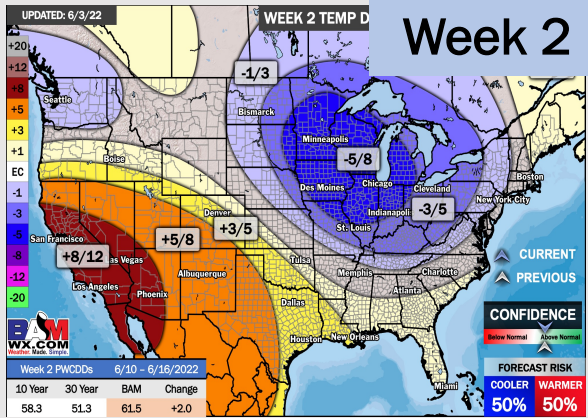 UPDATED: 6/3/22
WEEK 2 TEMP D
Week 2
+20
+12
+8
+5
+3
+1
EC
-1
-3
-5
-8
-12
-20
-1/3
Seattle
Bismarck
Minneapolis
Boise
-5/8
Boston
Des Moines
Chicago
Cleveland
New York City
Denver
Indianapoli
-3/5
San Francisco
+3/5
St. Louis
+5/8
+8/12
as Vegas
Tulsa
CURRENT
Los Angeles
Albuquerque
Memphis
Charlotte
PREVIOUS
Phoenix
Atlanta
Dallas
CONFIDENCE
Below Normal
Above Normal
BAM
WX.COM
Weather. Made. Simple.
Houston
New Orleans
Miami
Week 2 PWCDDs
6/10 - 6/16/2022
10 Year
30 Year
BAM
Change
58.3
51.3
61.5
+2.0
FORECAST RISK
COOLER
WARMER
50%
50%